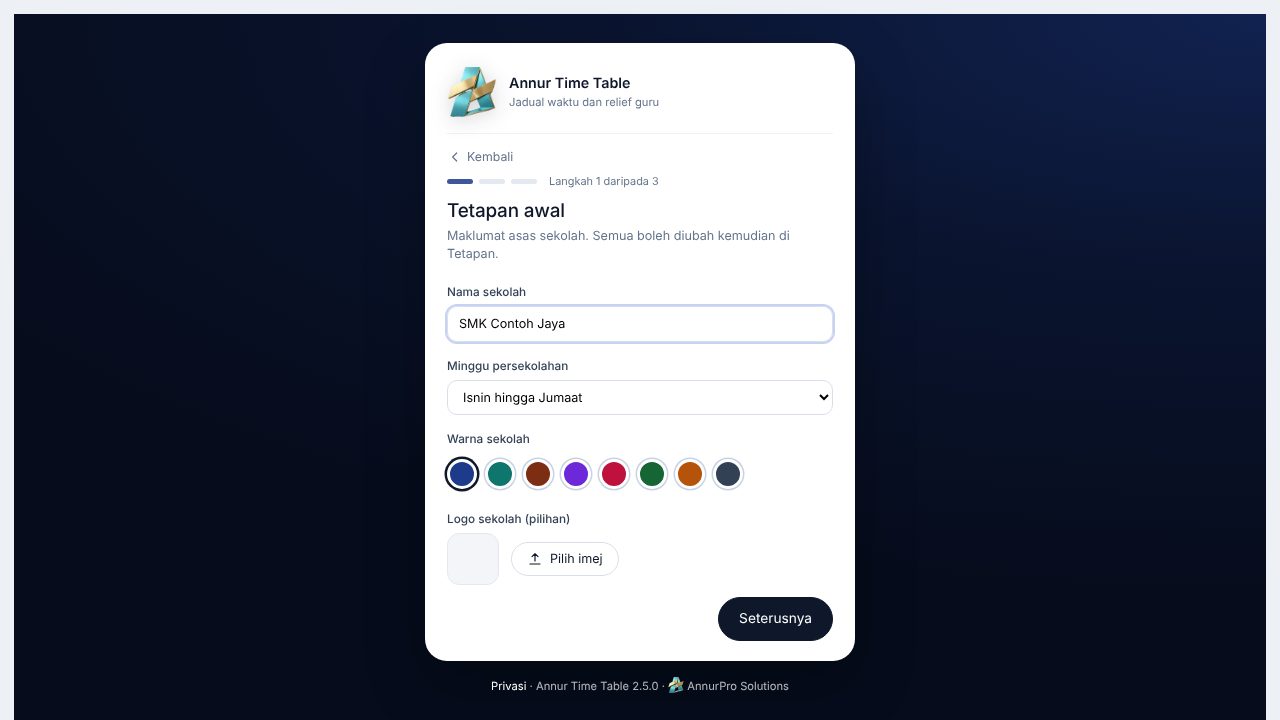 Annur Time Table
Jadual waktu dan relief guru
Kembali
Langkah 1 daripada 3
Tetapan awal
Maklumat asas sekolah. Semua boleh diubah kemudian di
Tetapan.
Nama sekolah
SMK Contoh Jaya
Minggu persekolahan
Isnin hingga Jumaat
Warna sekolah
Logo sekolah (pilihan)
Pilih imej
Seterusnya
Privasi · Annur Time Table 2.5.0 · AnnurPro Solutions